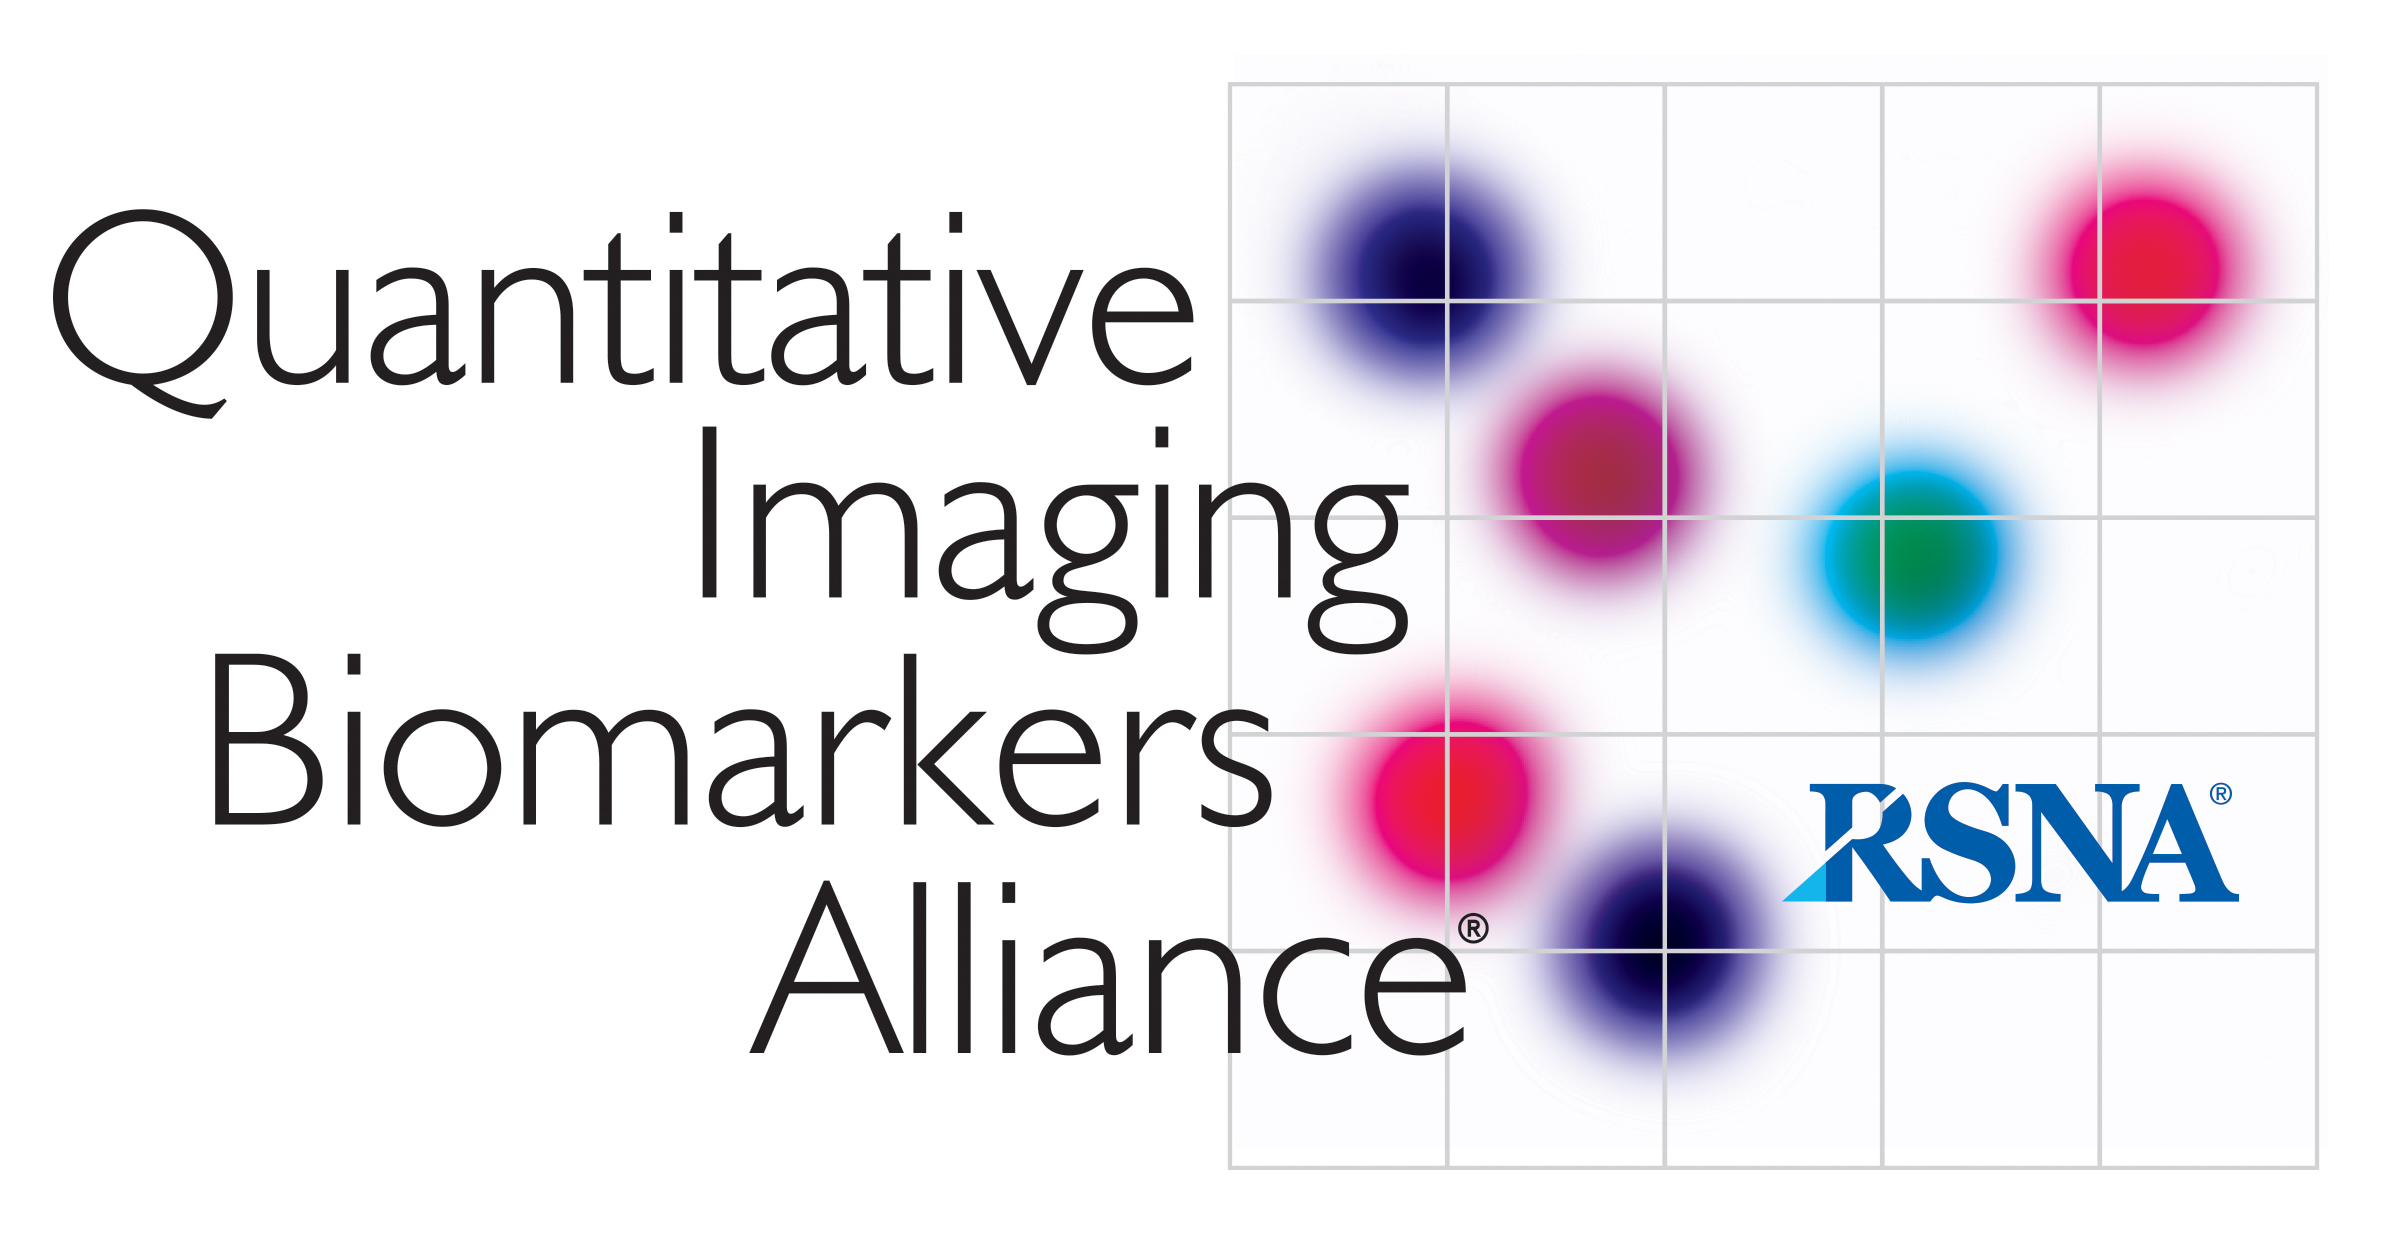 Quantitative
Imaging
Biomarkers
Alliance®
RSNA®